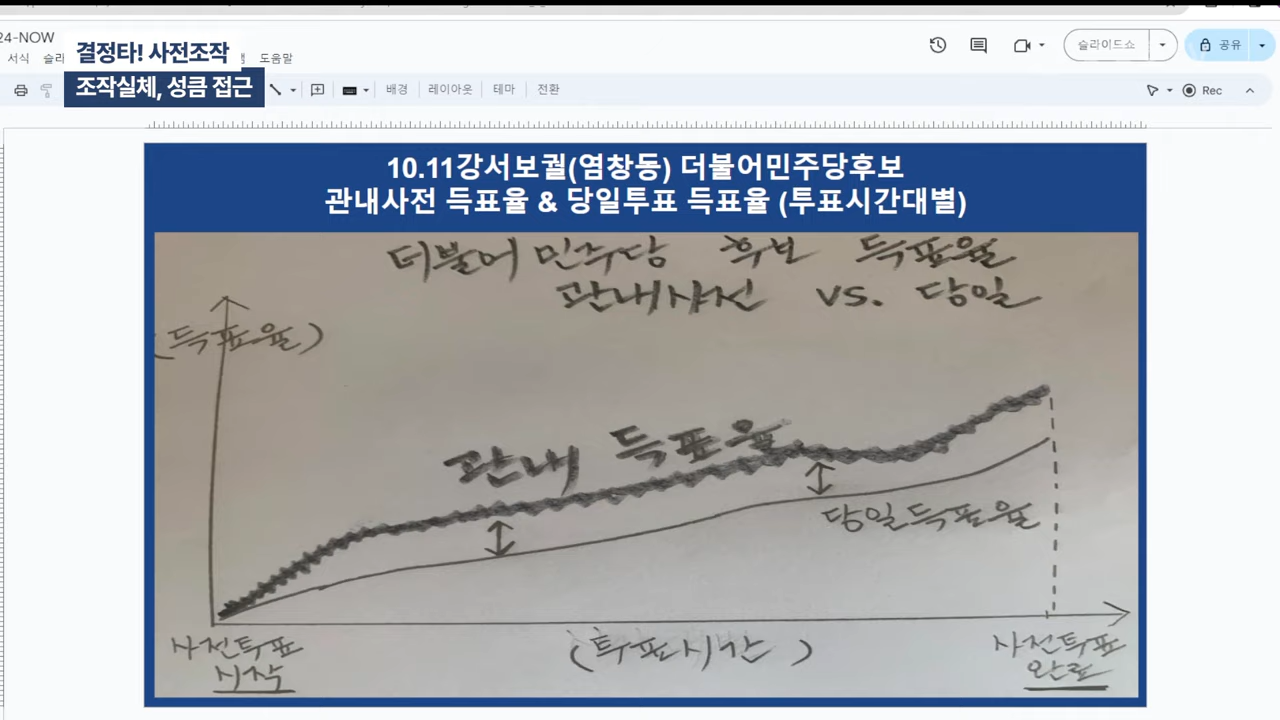 24-NOW
결정타! 사전조작
조작실체, 성큼 접근
서식 슬라 도움말
슬라이드쇼
공유
배경 레이아웃 테마 전환
Rec
10.11강서보궐(염창동) 더불어민주당후보
관내사전 득표율 & 당일투표 득표율 (투표시간대별)
더불어민주당 후보 득표율
관내사전 vs. 당일
(득표율)
관내 득표율
당일득표율
사전투표
시작
(투표시간)
사전투표
완료